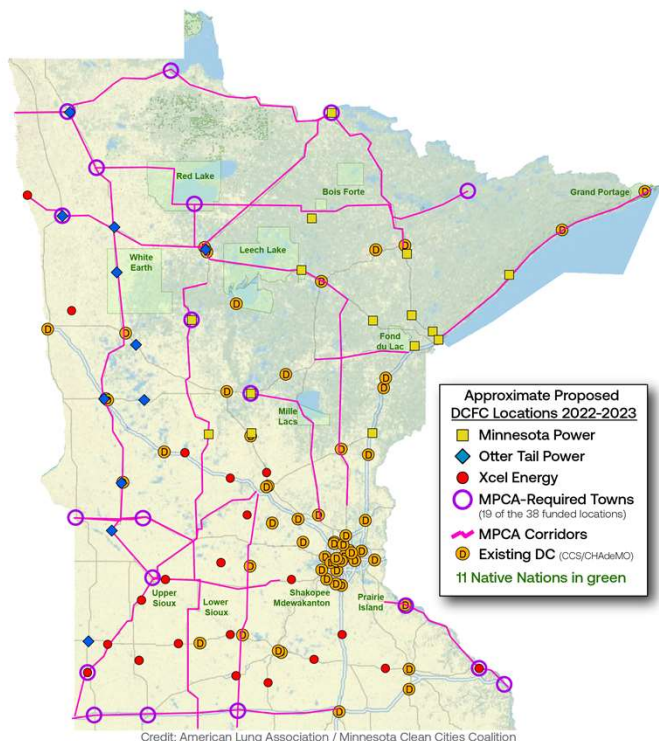 Red Lake
Bois Forte
Grand Portage
Leech Lake
White
Earth
Fond
du Lac
Mille
Lacs
Upper
Sioux
Lower
Sioux
Shakopee
Mdewakanton
Prairie
Island
Approximate Proposed
DCFC Locations 2022-2023
Minnesota Power
Otter Tail Power
Xcel Energy
MPCA-Required Towns
(19 of the 38 funded locations)
MPCA Corridors
D Existing DC (CCS/CHAdeMO)
11 Native Nations in green
Credit: American Lung Association / Minnesota Clean Cities Coalition